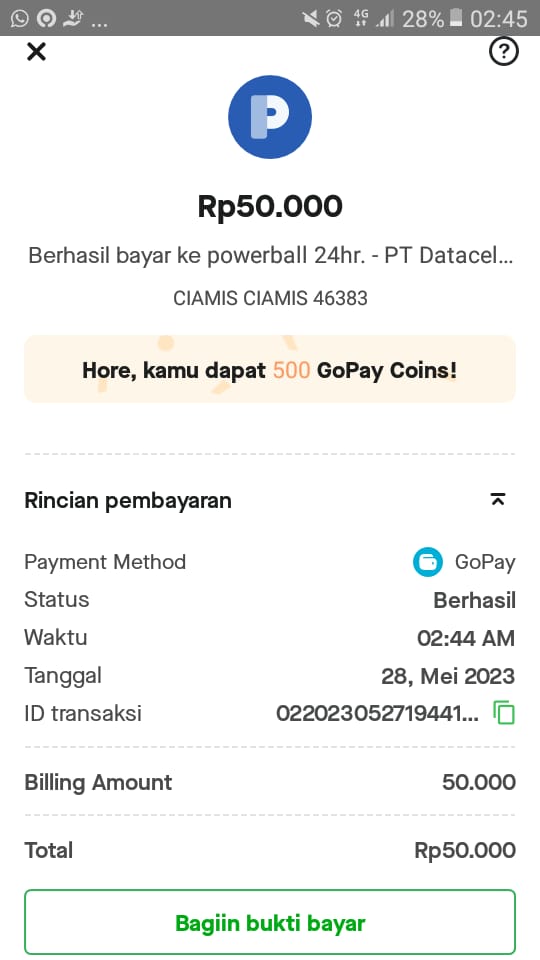 ... 4G 28% 02:45
P
Rp50.000
Berhasil bayar ke powerball 24hr. - PT Datacel...
CIAMIS CIAMIS 46383
Hore, kamu dapat 500 GoPay Coins!
Rincian pembayaran
Payment Method GoPay
Status Berhasil
Waktu 02:44 AM
Tanggal 28, Mei 2023
ID transaksi 022023052719441...
Billing Amount 50.000
Total Rp50.000
Bagiin bukti bayar